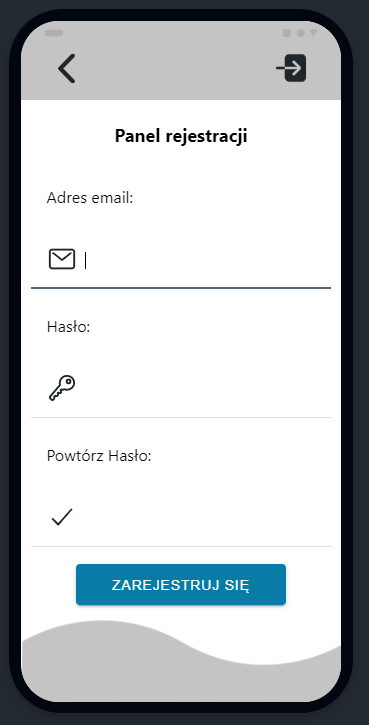 Panel rejestracji
Adres email:
Hasło:
Powtórz Hasło:
ZAREJESTRUJ SIĘ